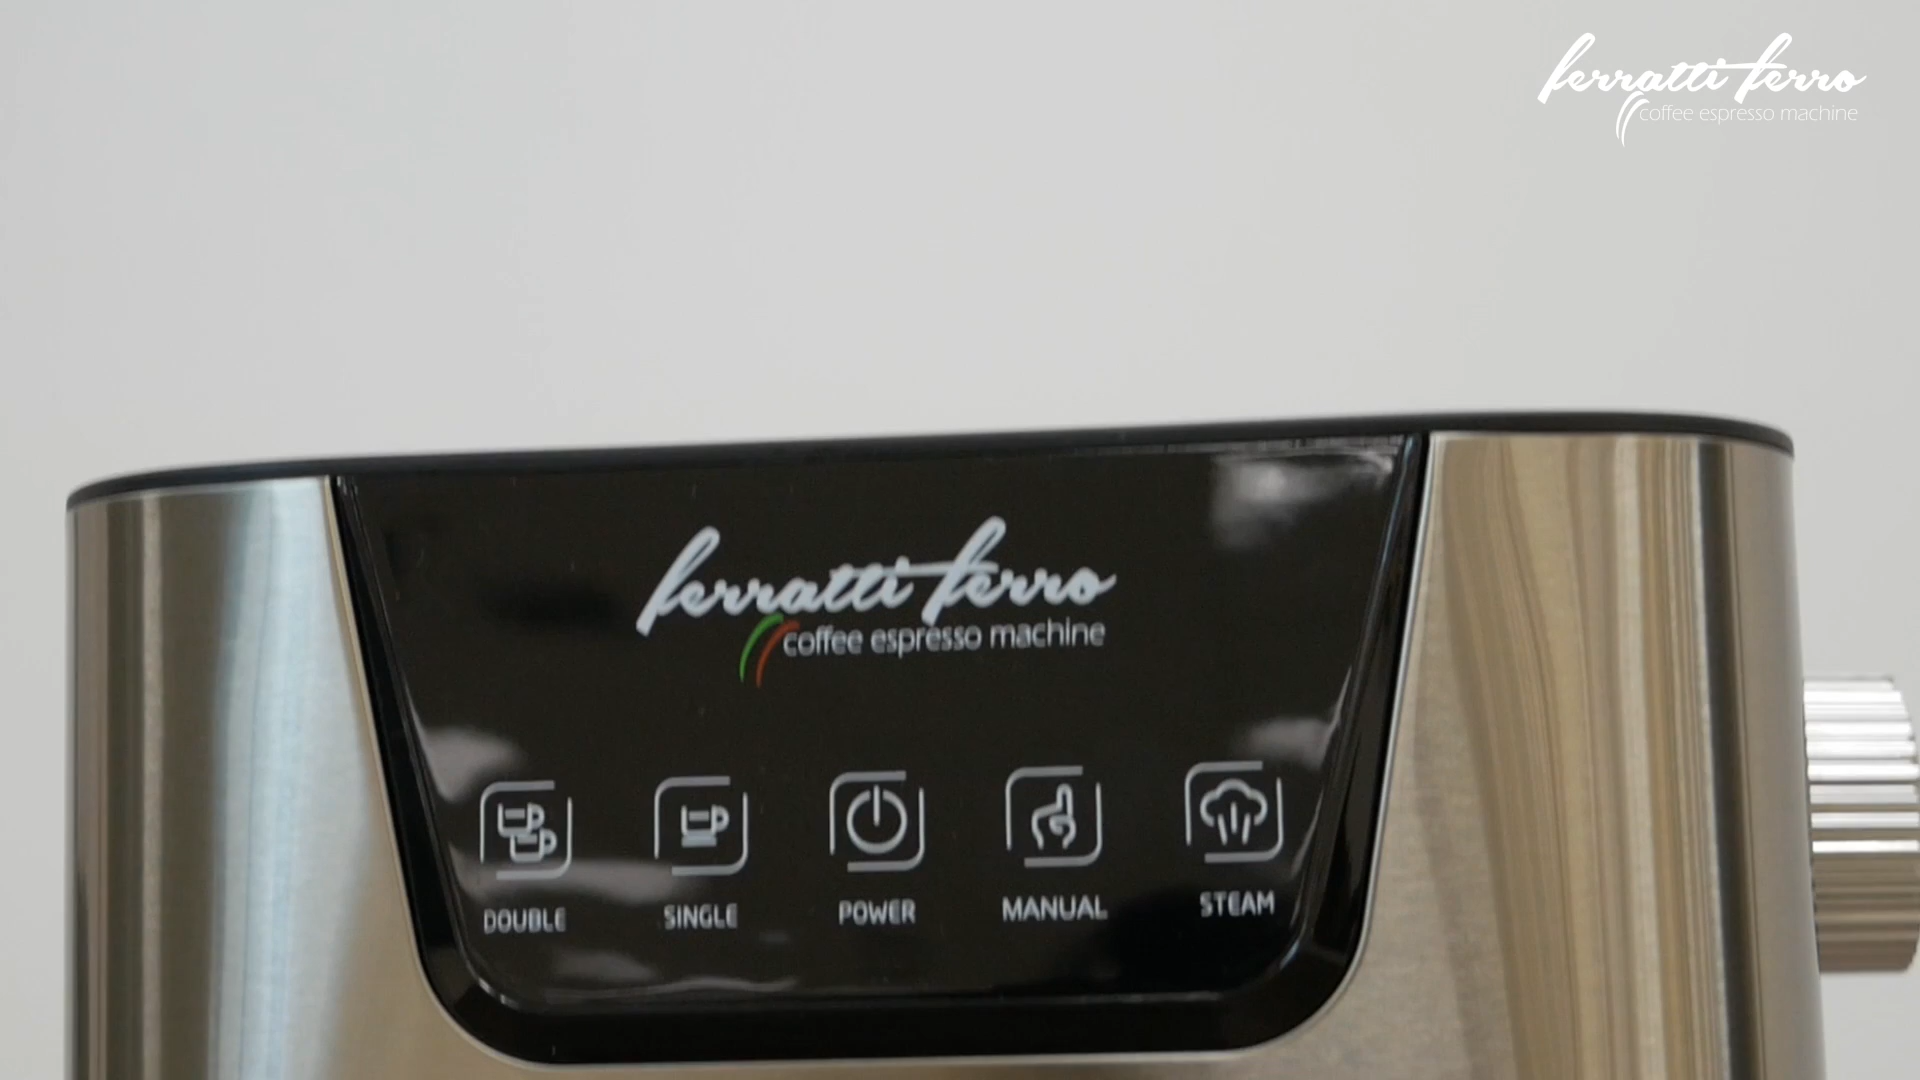 ferratti ferro
coffee espresso machine
ferratti ferro
coffee espresso machine
DOUBLE
SINGLE
POWER
MANUAL
STEAM